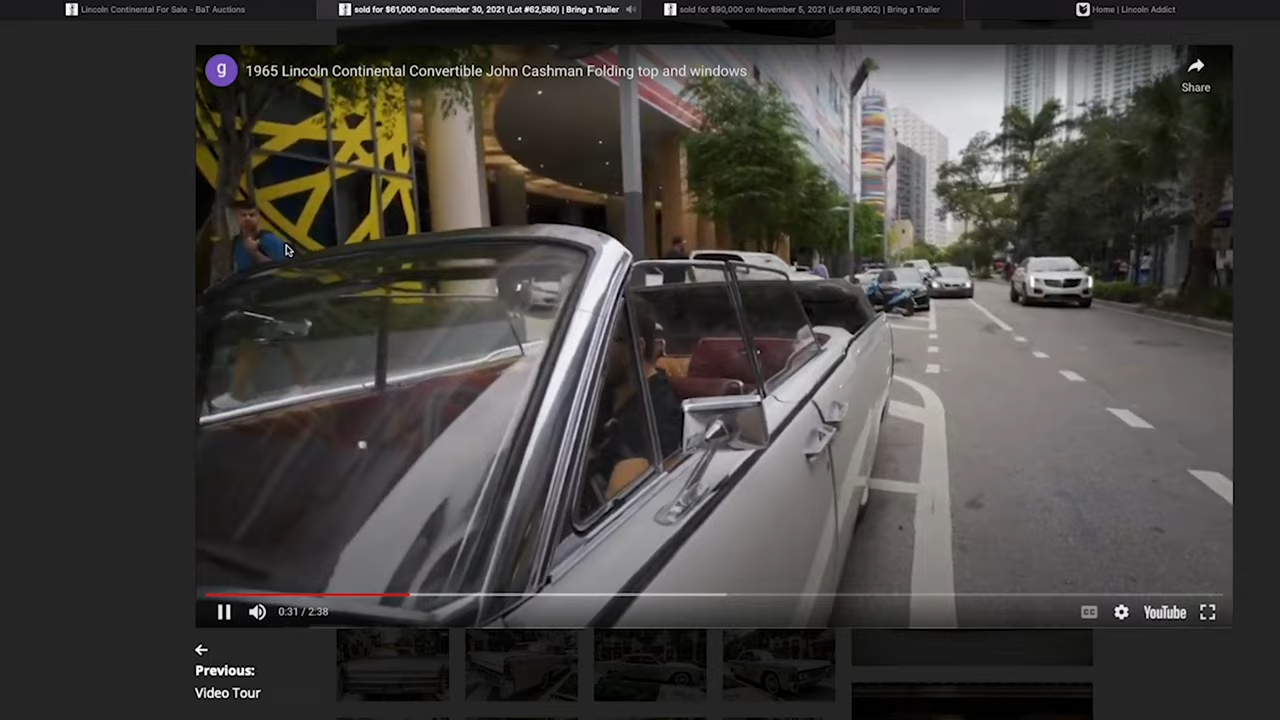 Lincoln Continental For Sale - BaT Auctions
sold for $61,000 on December 30, 2021 (Lot #62,580) | Bring a Trailer
sold for $90,000 on November 5, 2021 (Lot #58,902) | Bring a Trailer
Home | Lincoln Addict
g
1965 Lincoln Continental Convertible John Cashman Folding top and windows
Share
0:31 / 2:38
CC
YouTube
Previous:
Video Tour